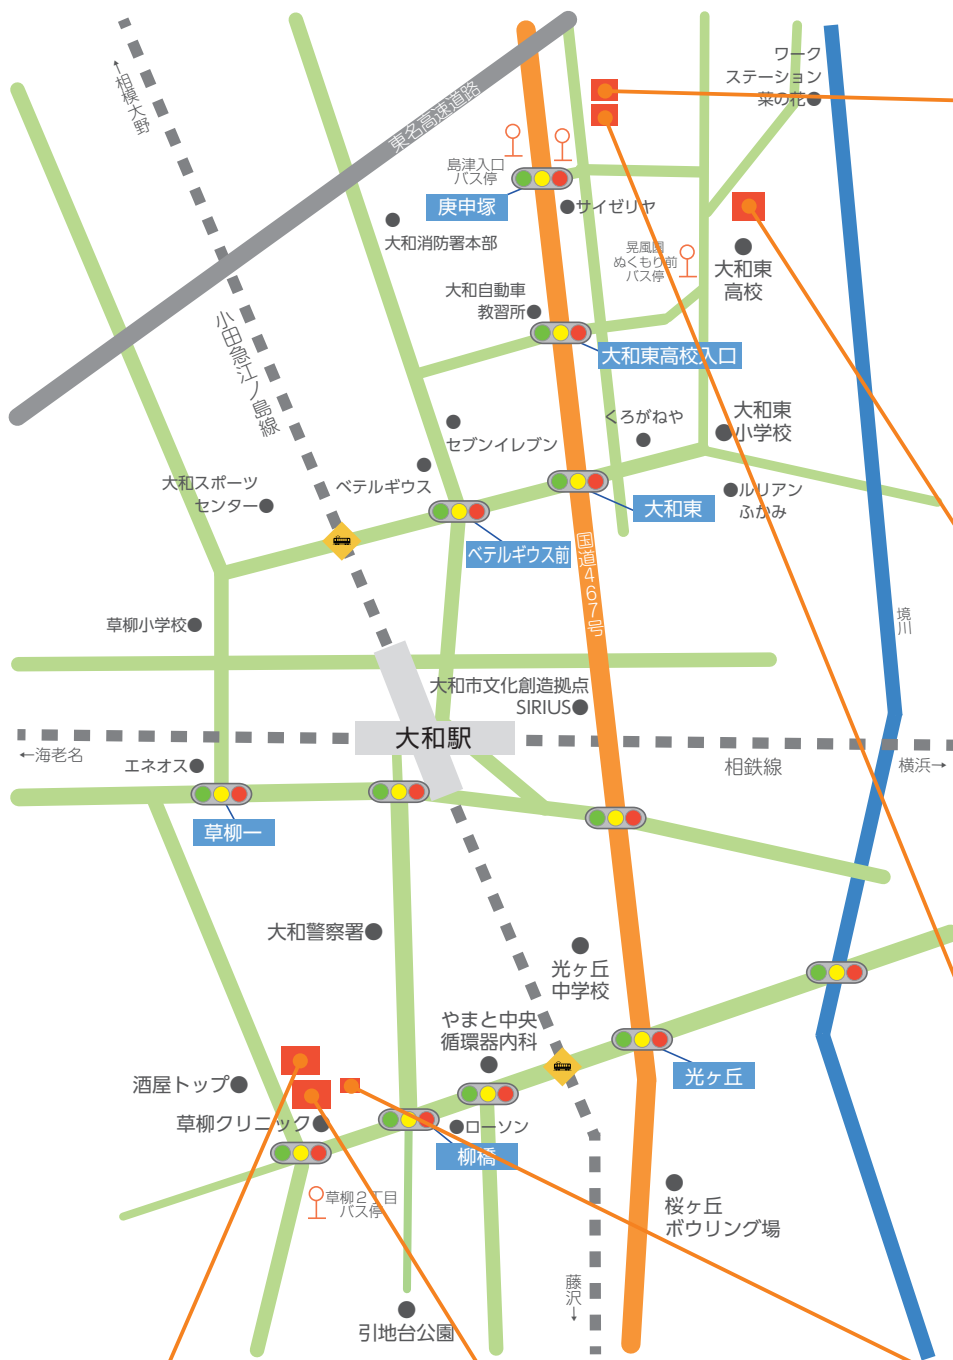 ワーク
ステーション
菜の花
←相模大野
東名高速道路
島津入口
バス停
庚申塚
サイゼリヤ
大和消防署本部
晃風園
ぬくもり前
バス停
大和東
高校
大和自動車
教習所
小田急江ノ島線
大和東高校入口
くろがねや
大和東
小学校
セブンイレブン
大和スポーツ
センター
ベテルギウス
ルリアン
ふかみ
大和東
ベテルギウス前
国道467号
境川
草柳小学校
大和市文化創造拠点
SIRIUS
大和駅
←海老名
エネオス
相鉄線
横浜→
草柳一
大和警察署
光ヶ丘
中学校
やまと中央
循環器内科
光ヶ丘
酒屋トップ
草柳クリニック
ローソン
柳橋
草柳２丁目
バス停
桜ヶ丘
ボウリング場
藤沢→
引地台公園